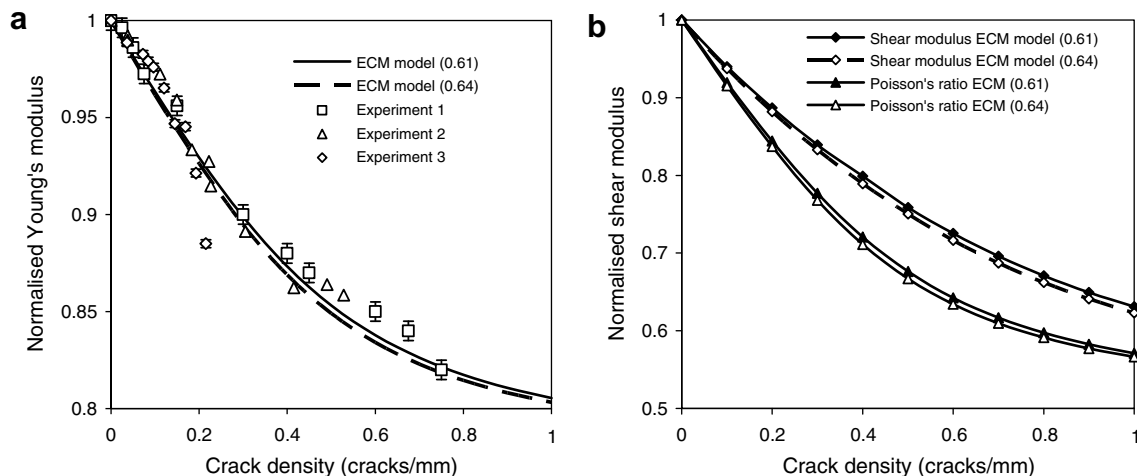 a
Normalised Young's modulus
1
0.95
0.9
0.85
0.8
0
0.2
0.4
0.6
0.8
1
Crack density (cracks/mm)
ECM model (0.61)
ECM model (0.64)
Experiment 1
Experiment 2
Experiment 3
b
Normalised shear modulus
1
0.9
0.8
0.7
0.6
0.5
0
0.2
0.4
0.6
0.8
1
Crack density (cracks/mm)
Shear modulus ECM model (0.61)
Shear modulus ECM model (0.64)
Poisson's ratio ECM (0.61)
Poisson's ratio ECM (0.64)